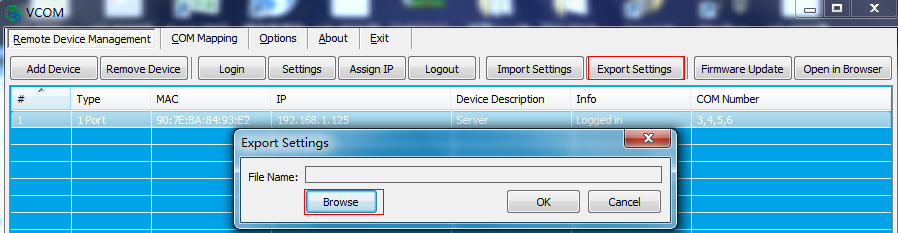 VCOM
Remote Device Management COM Mapping Options About Exit
Add Device Remove Device Login Settings Assign IP Logout Import Settings Export Settings Firmware Update Open in Browser
# Type MAC IP Device Description Info COM Number
1 1 Port 90:7E:BA:84:93:E2 192.168.1.125 Server Logged in 3,4,5,6
Export Settings
File Name:
Browse OK Cancel